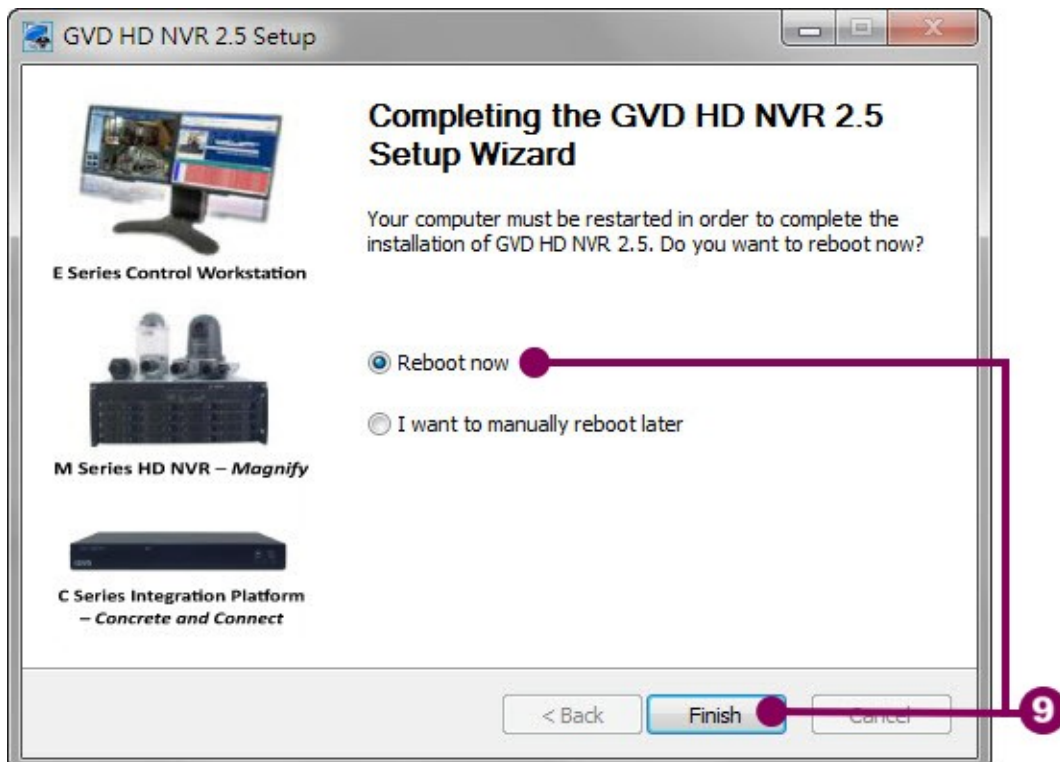 GVD HD NVR 2.5 Setup
Completing the GVD HD NVR 2.5
Setup Wizard
Your computer must be restarted in order to complete the
installation of GVD HD NVR 2.5. Do you want to reboot now?
E Series Control Workstation
Reboot now
I want to manually reboot later
M Series HD NVR – Magnify
C Series Integration Platform
– Concrete and Connect
< Back
Finish
Cancel
9